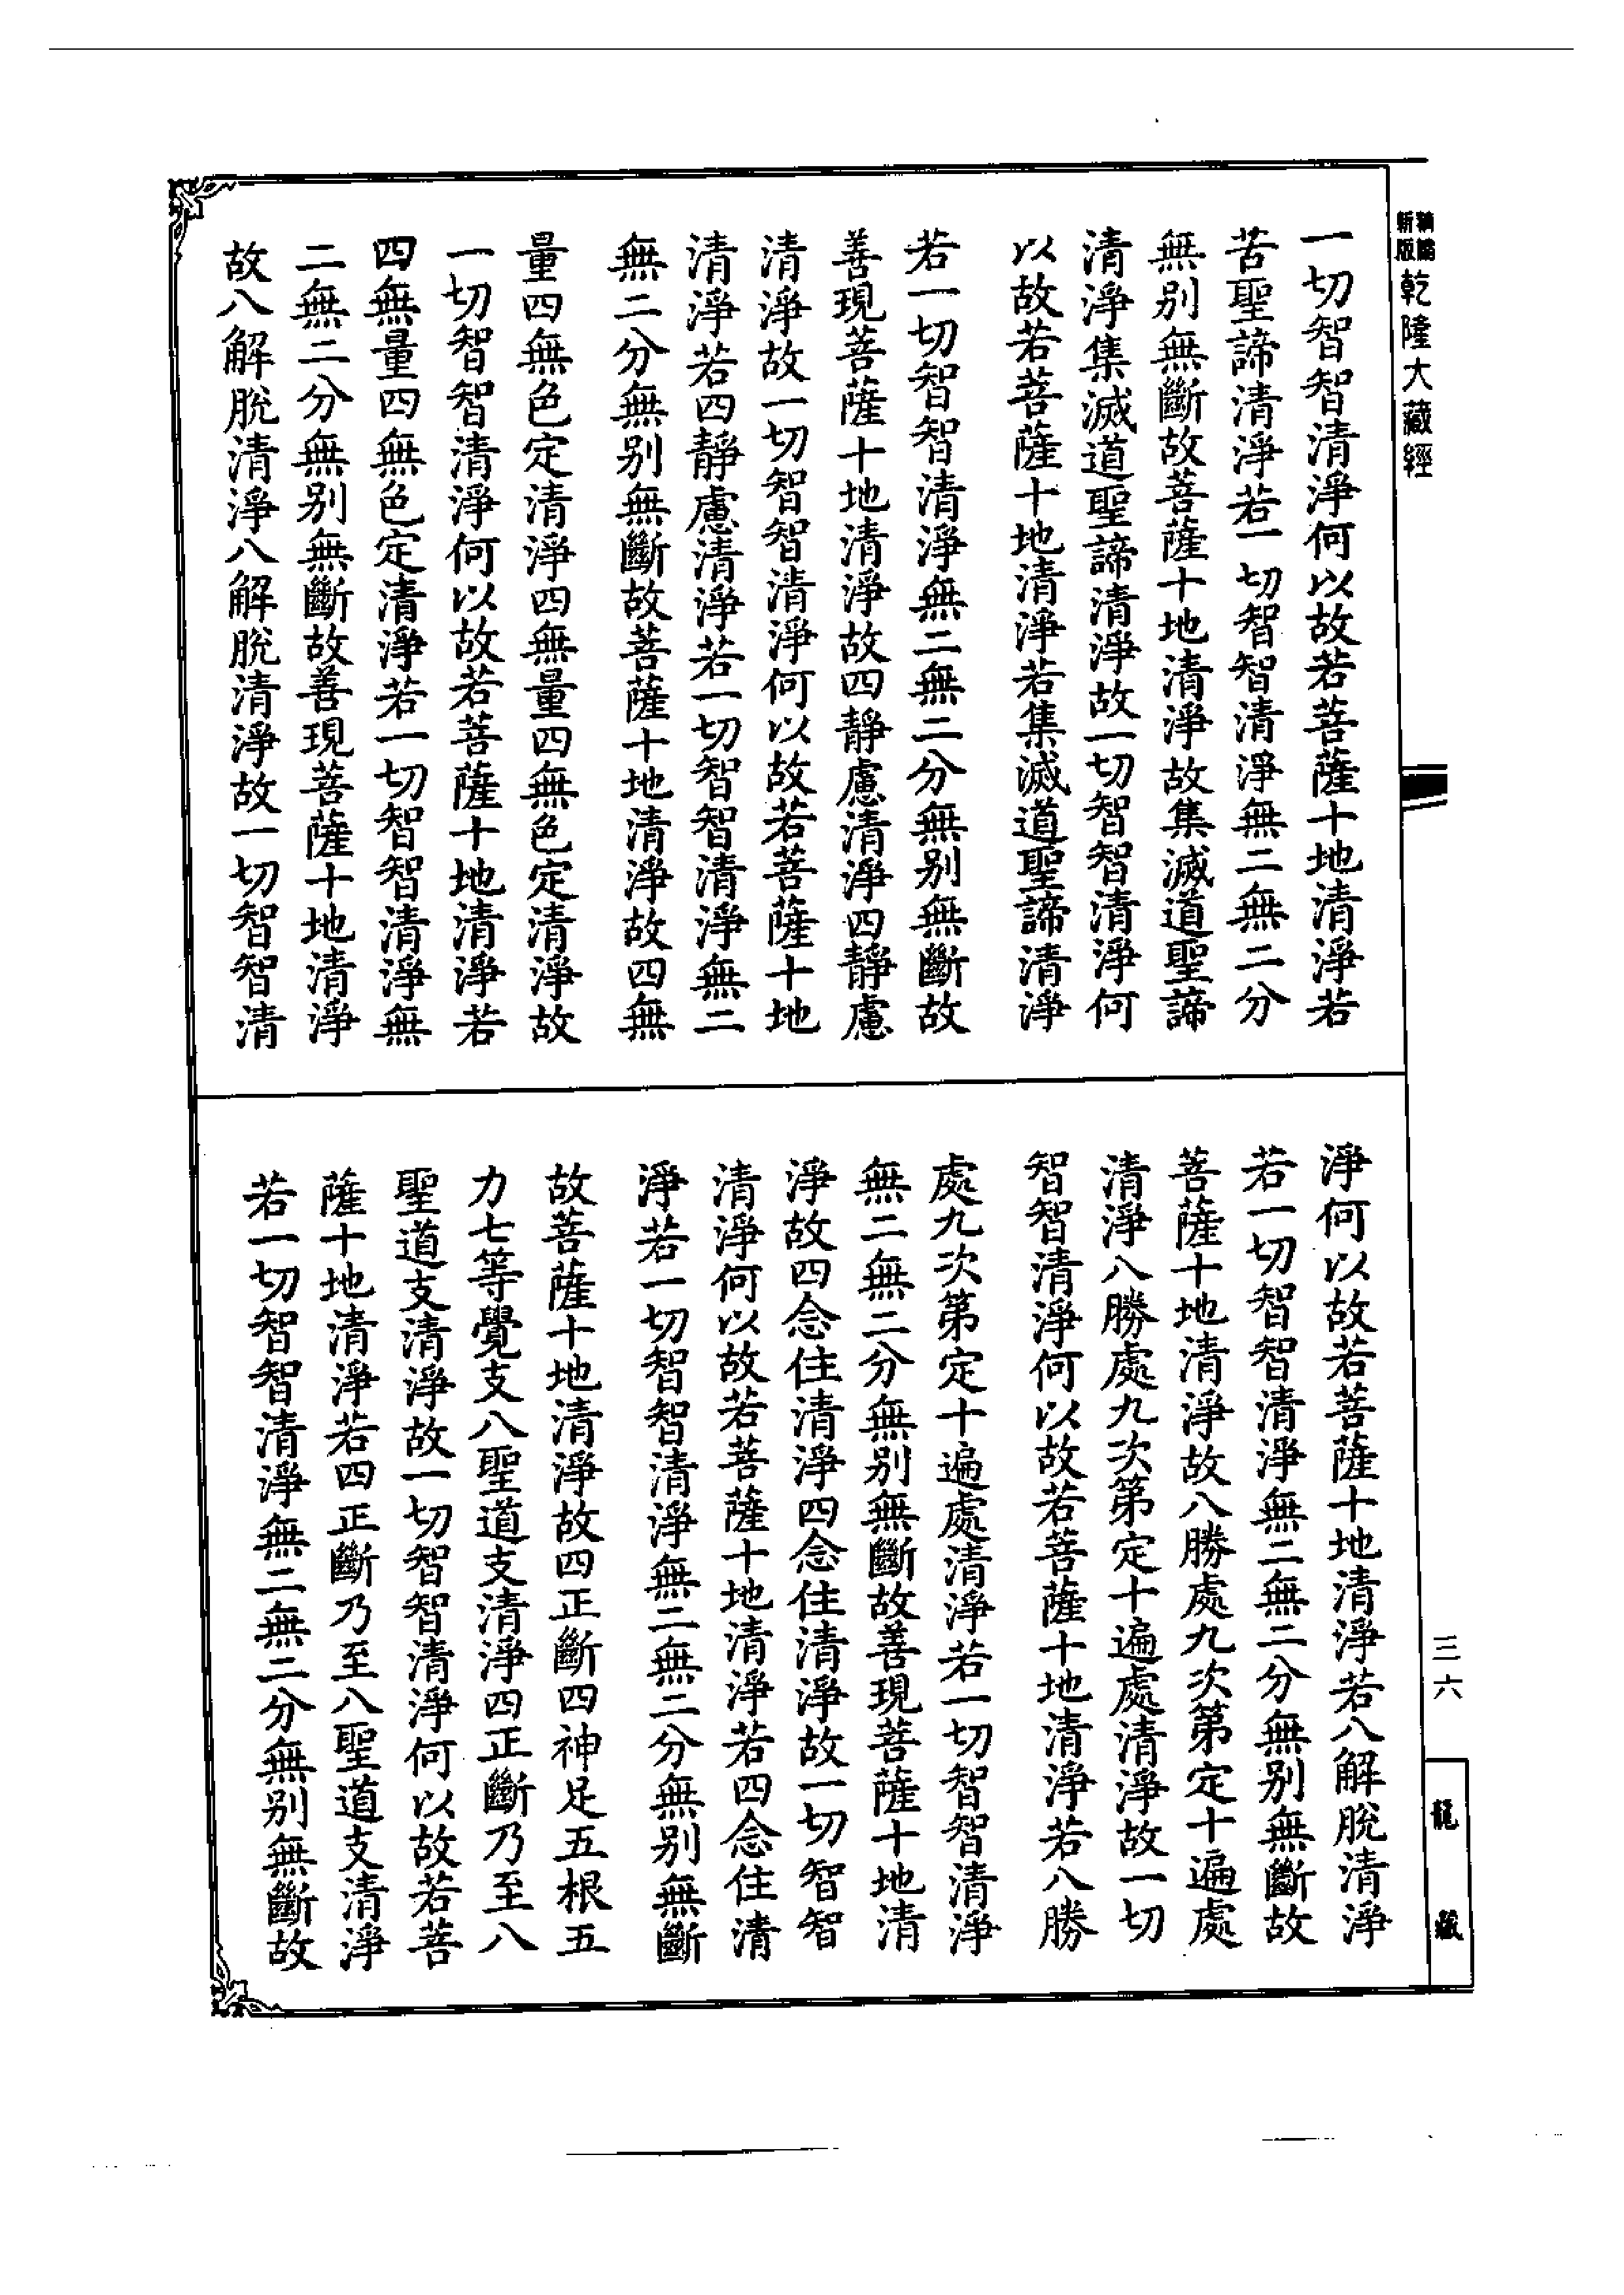 新編
新版
乾隆大藏經
一切智智清淨何以故若菩薩十地清淨若
苦聖諦清淨若一切智智清淨無二無二分
無别無斷故菩薩十地清淨故集滅道聖諦
清淨集滅道聖諦清淨故一切智智清淨何
以故若菩薩十地清淨若集滅道聖諦清淨
若一切智智清淨無二無二分無别無斷故
善現菩薩十地清淨故四靜慮清淨四靜慮
清淨故一切智智清淨何以故若菩薩十地
清淨若四靜慮清淨若一切智智清淨無二
無二分無别無斷故菩薩十地清淨故四無
量四無色定清淨四無量四無色定清淨故
一切智智清淨何以故若菩薩十地清淨若
四無量四無色定清淨若一切智智清淨無
二無二分無别無斷故善現菩薩十地清淨
故八解脫清淨八解脫清淨故一切智智清
淨何以故若菩薩十地清淨若八解脫清淨
若一切智智清淨無二無二分無别無斷故
菩薩十地清淨故八勝處九次第定十遍處
清淨八勝處九次第定十遍處清淨故一切
智智清淨何以故若菩薩十地清淨若八勝
處九次第定十遍處清淨若一切智智清淨
無二無二分無别無斷故善現菩薩十地清
淨故四念住清淨四念住清淨故一切智智
清淨何以故若菩薩十地清淨若四念住清
淨若一切智智清淨無二無二分無别無斷
故菩薩十地清淨故四正斷四神足五根五
力七等覺支八聖道支清淨四正斷乃至八
聖道支清淨故一切智智清淨何以故若菩
薩十地清淨若四正斷乃至八聖道支清淨
若一切智智清淨無二無二分無别無斷故
三六
龍藏